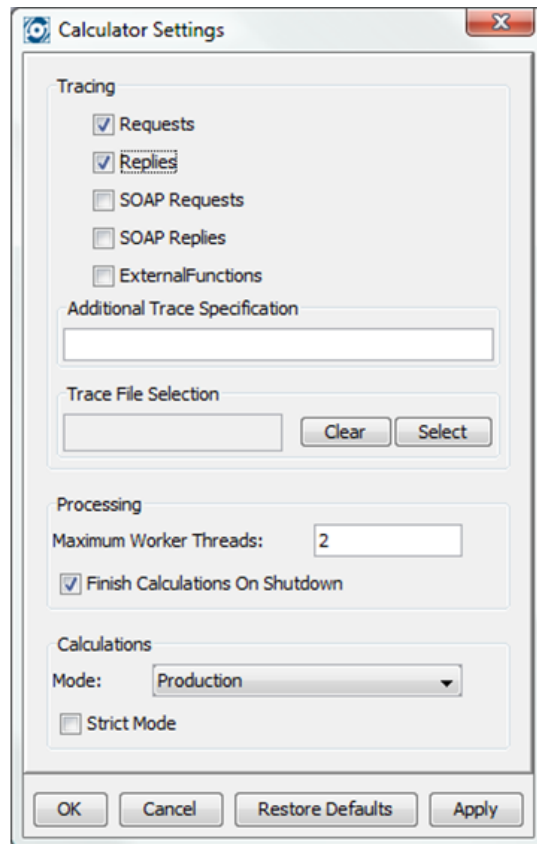 Calculator Settings
Tracing
Requests
Replies
SOAP Requests
SOAP Replies
ExternalFunctions
Additional Trace Specification
Trace File Selection
Clear Select
Processing
Maximum Worker Threads: 2
Finish Calculations On Shutdown
Calculations
Mode: Production
Strict Mode
OK Cancel Restore Defaults Apply